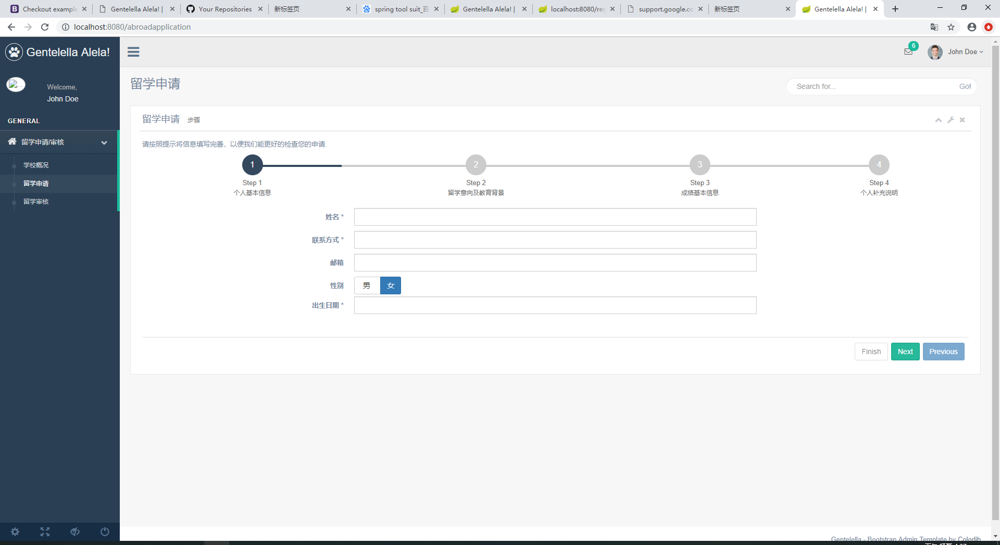 Checkout example
Gentelella Alela! |
Your Repositories
新标签页
spring tool suit_百
Gentelella Alela! |
localhost:8080/reg
support.google.co
新标签页
Gentelella Alela! |
localhost:8080/abroadapplication
Gentelella Alela!
6
John Doe
Welcome,
John Doe
GENERAL
留学申请/审核
学校概况
留学申请
留学审核
留学申请
Search for...
Go!
留学申请 步骤
请按照提示将信息填写完善，以便我们能更好的检查您的申请.
1
2
3
4
Step 1
Step 2
Step 3
Step 4
个人基本信息
留学意向及教育背景
成绩基本信息
个人补充说明
姓名 *
联系方式 *
邮箱
性别
男
女
出生日期 *
Finish
Next
Previous
Gentelella - Bootstrap Admin Template by Colorlib